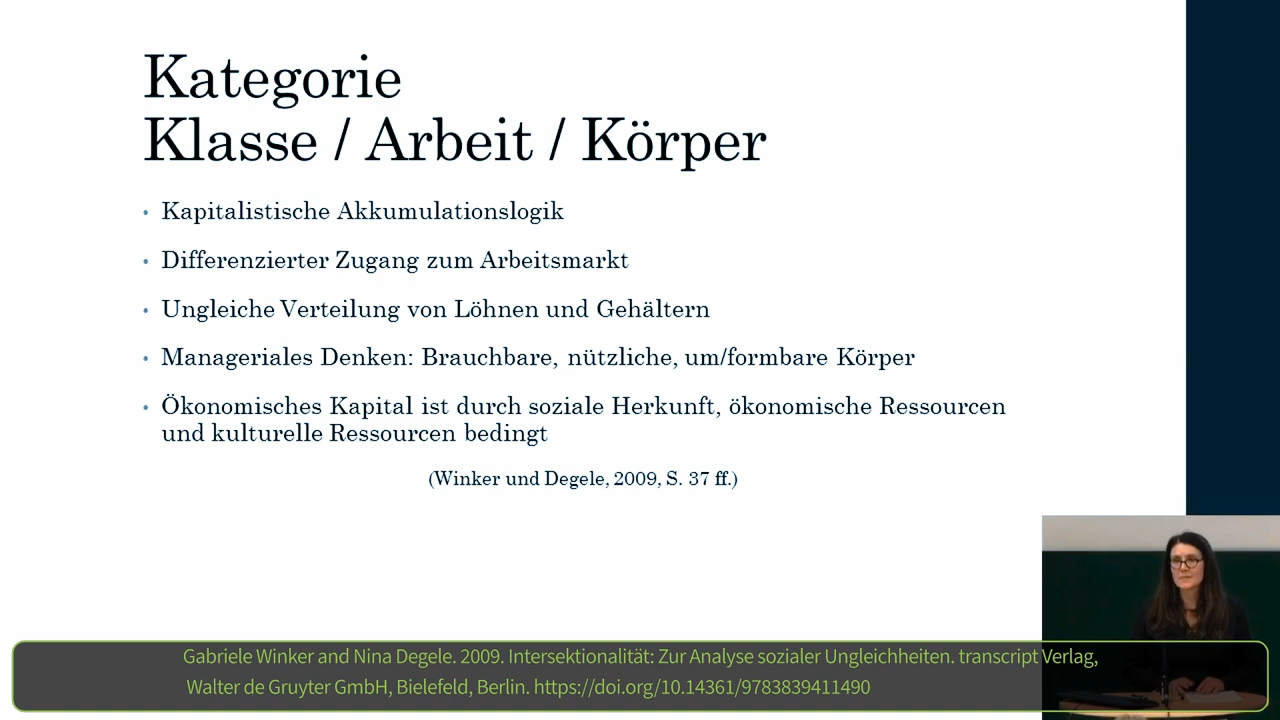 Kategorie
Klasse / Arbeit / Körper
• Kapitalistische Akkumulationslogik
• Differenzierter Zugang zum Arbeitsmarkt
• Ungleiche Verteilung von Löhnen und Gehältern
• Manageriales Denken: Brauchbare, nützliche, um/formbare Körper
• Ökonomisches Kapital ist durch soziale Herkunft, ökonomische Ressourcen
und kulturelle Ressourcen bedingt
(Winker und Degele, 2009, S. 37 ff.)
Gabriele Winker and Nina Degele. 2009. Intersektionalität: Zur Analyse sozialer Ungleichheiten. transcript Verlag,
Walter de Gruyter GmbH, Bielefeld, Berlin. https://doi.org/10.14361/9783839411490